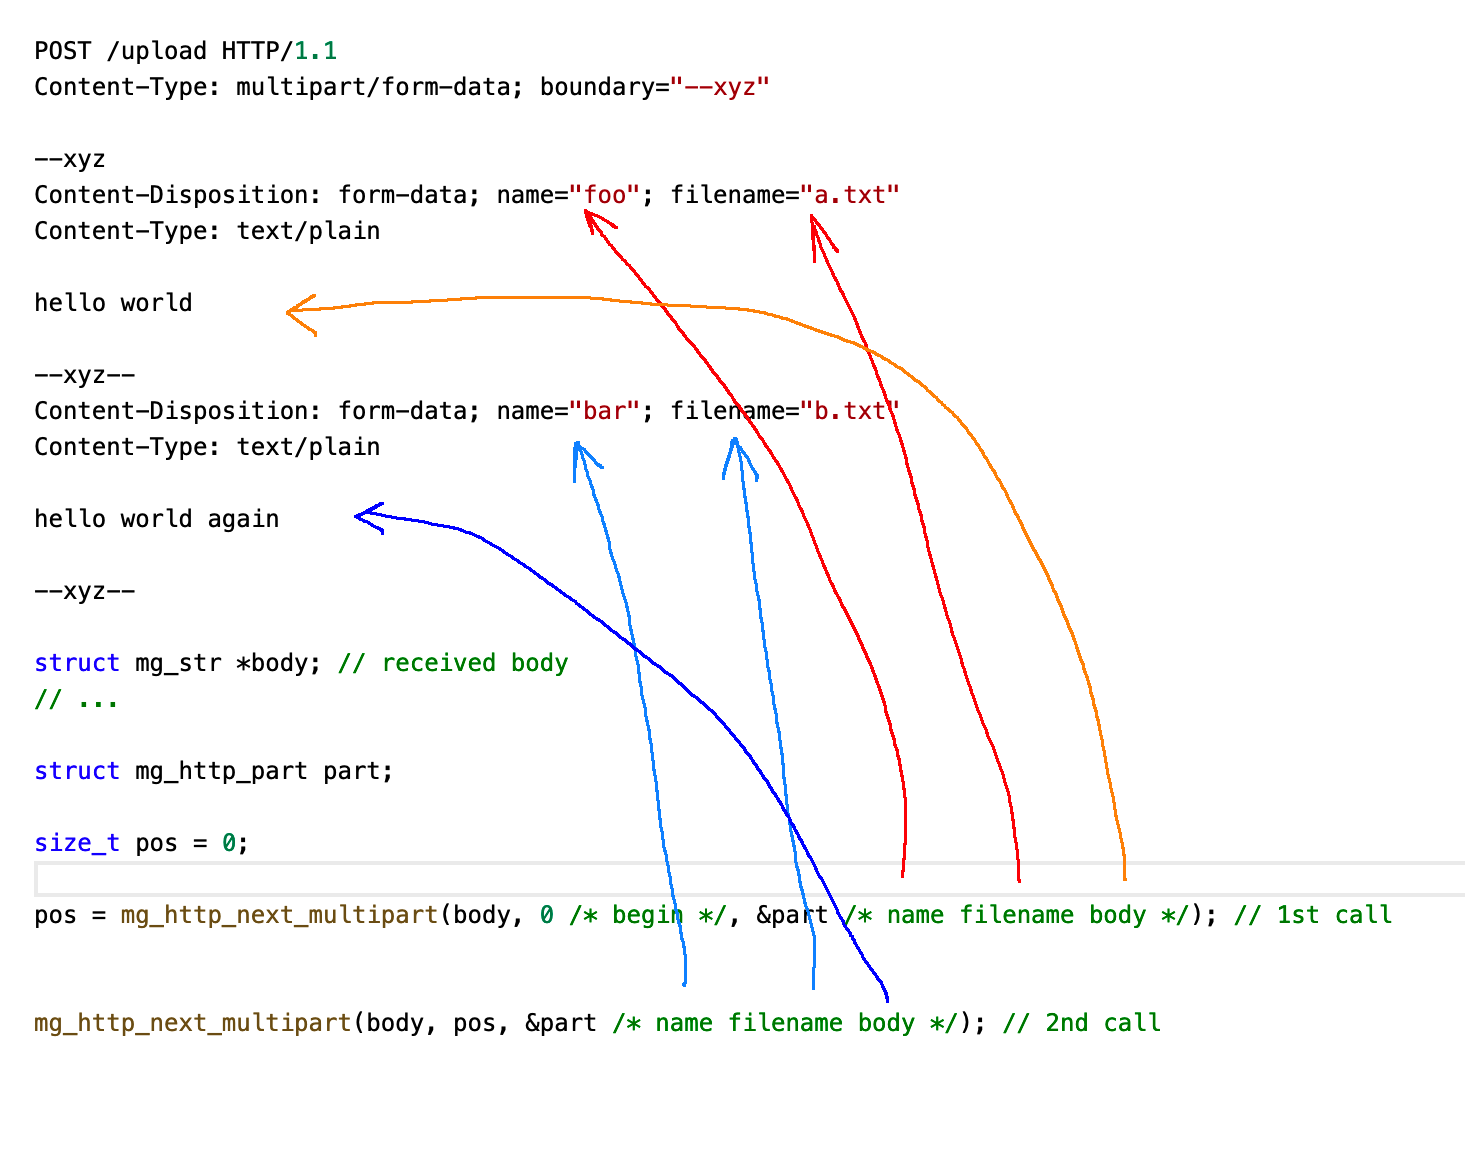 POST /upload HTTP/1.1
Content-Type: multipart/form-data; boundary="--xyz"
--xyz
Content-Disposition: form-data; name="foo"; filename="a.txt"
Content-Type: text/plain
hello world
--xyz--
Content-Disposition: form-data; name="bar"; filename="b.txt"
Content-Type: text/plain
hello world again
--xyz--
struct mg_str *body; // received body
// ...
struct mg_http_part part;
size_t pos = 0;
pos = mg_http_next_multipart(body, 0 /* begin */, &part /* name filename body */); // 1st call
mg_http_next_multipart(body, pos, &part /* name filename body */); // 2nd call